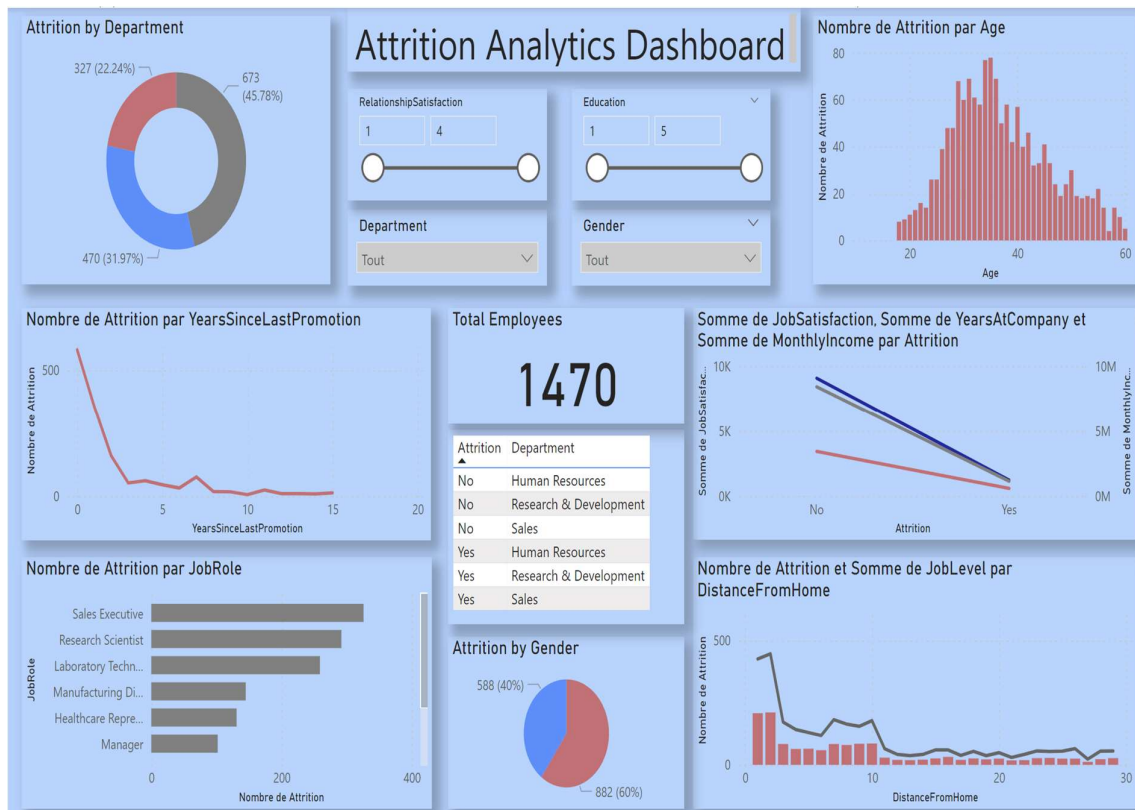 Attrition by Department
327 (22.24%)
673
(45.78%)
470 (31.97%)
Attrition Analytics Dashboard
RelationshipSatisfaction
1 4
Education
1 5
Department
Tout
Gender
Tout
Nombre de Attrition par Age
Nombre de Attrition
80
60
40
20
0
20 40 60
Age
Nombre de Attrition par YearsSinceLastPromotion
Nombre de Attrition
500
0
0 5 10 15 20
YearsSinceLastPromotion
Total Employees
1470
Attrition Department
No Human Resources
No Research & Development
No Sales
Yes Human Resources
Yes Research & Development
Yes Sales
Somme de JobSatisfaction, Somme de YearsAtCompany et
Somme de MonthlyIncome par Attrition
Somme de JobSatisfac...
10K
5K
0K
10M
5M
0M
Somme de MonthlyInc...
No Yes
Attrition
Nombre de Attrition par JobRole
JobRole
Sales Executive
Research Scientist
Laboratory Techn...
Manufacturing Di...
Healthcare Repre...
Manager
0 200 400
Nombre de Attrition
Attrition by Gender
588 (40%)
882 (60%)
Nombre de Attrition et Somme de JobLevel par
DistanceFromHome
Nombre de Attrition
500
0
0 10 20 30
DistanceFromHome